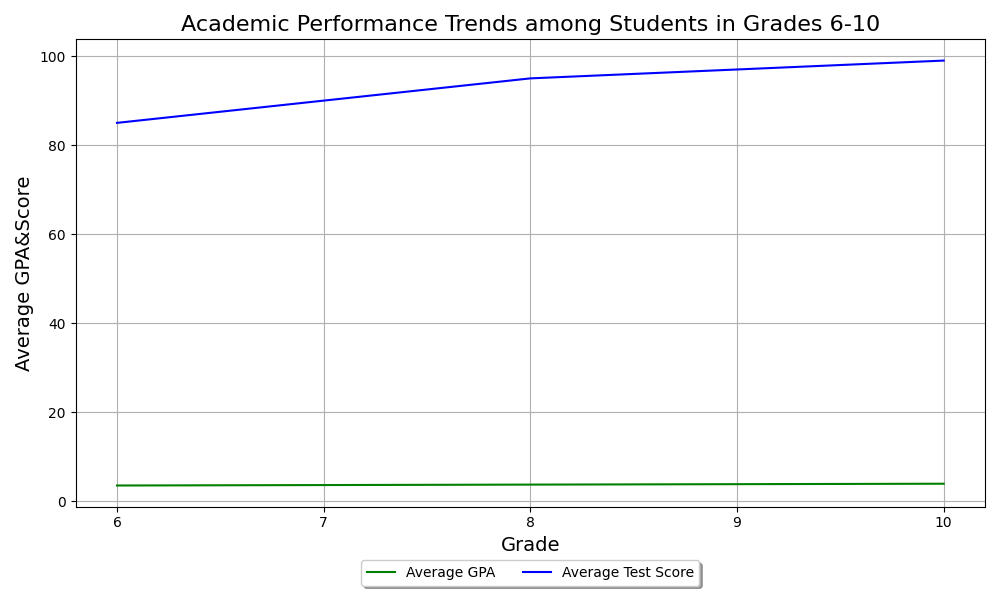 Academic Performance Trends among Students in Grades 6-10
Average GPA&Score
100
80
60
40
20
0
6 7 8 9 10
Grade
Average GPA Average Test Score